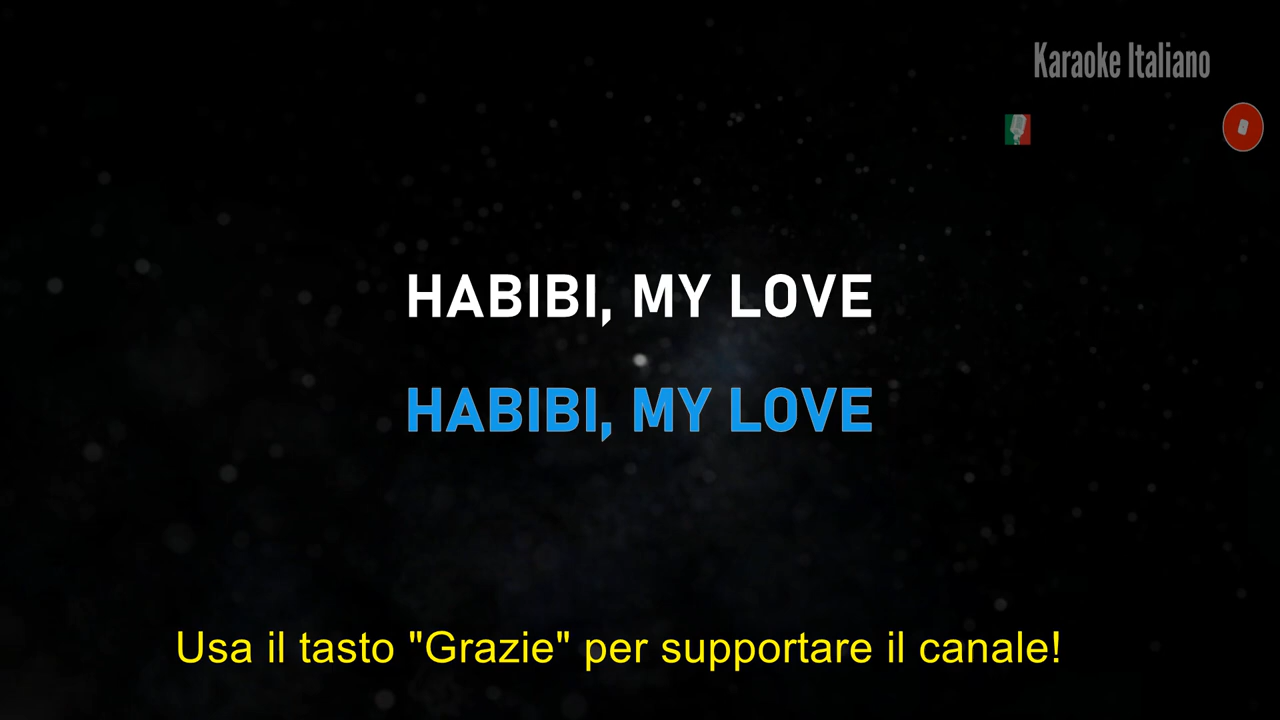 Karaoke Italiano
HABIBI, MY LOVE
HABIBI, MY LOVE
Usa il tasto "Grazie" per supportare il canale!